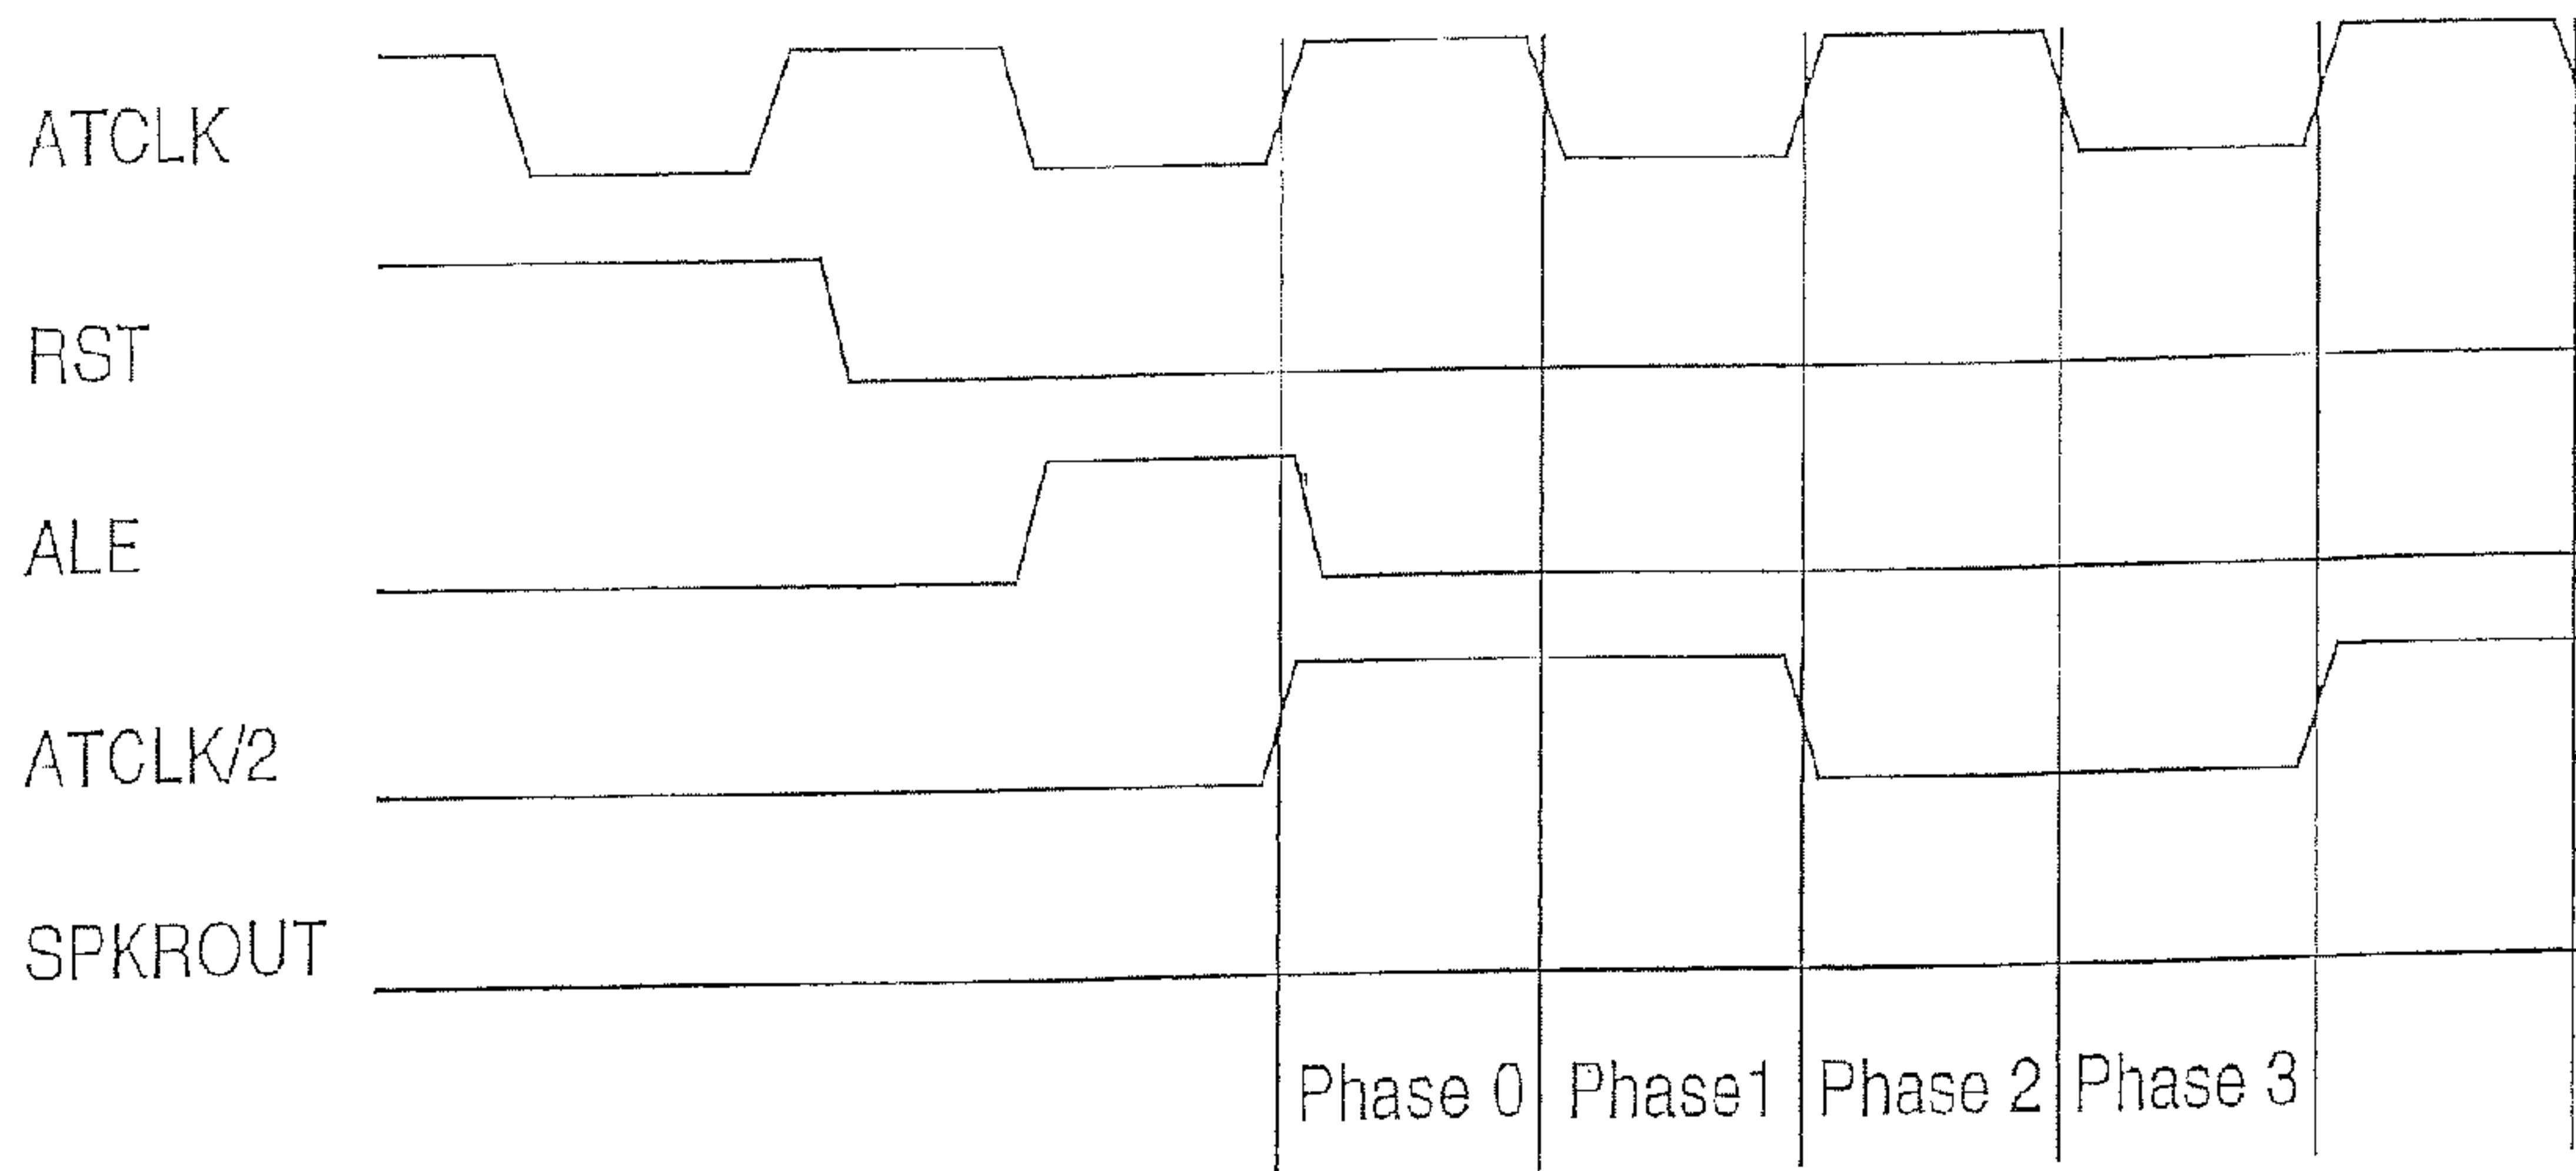 ATCLK
RST
ALE
ATCLK/2
SPKROUT
Phase 0 Phase1 Phase 2 Phase 3